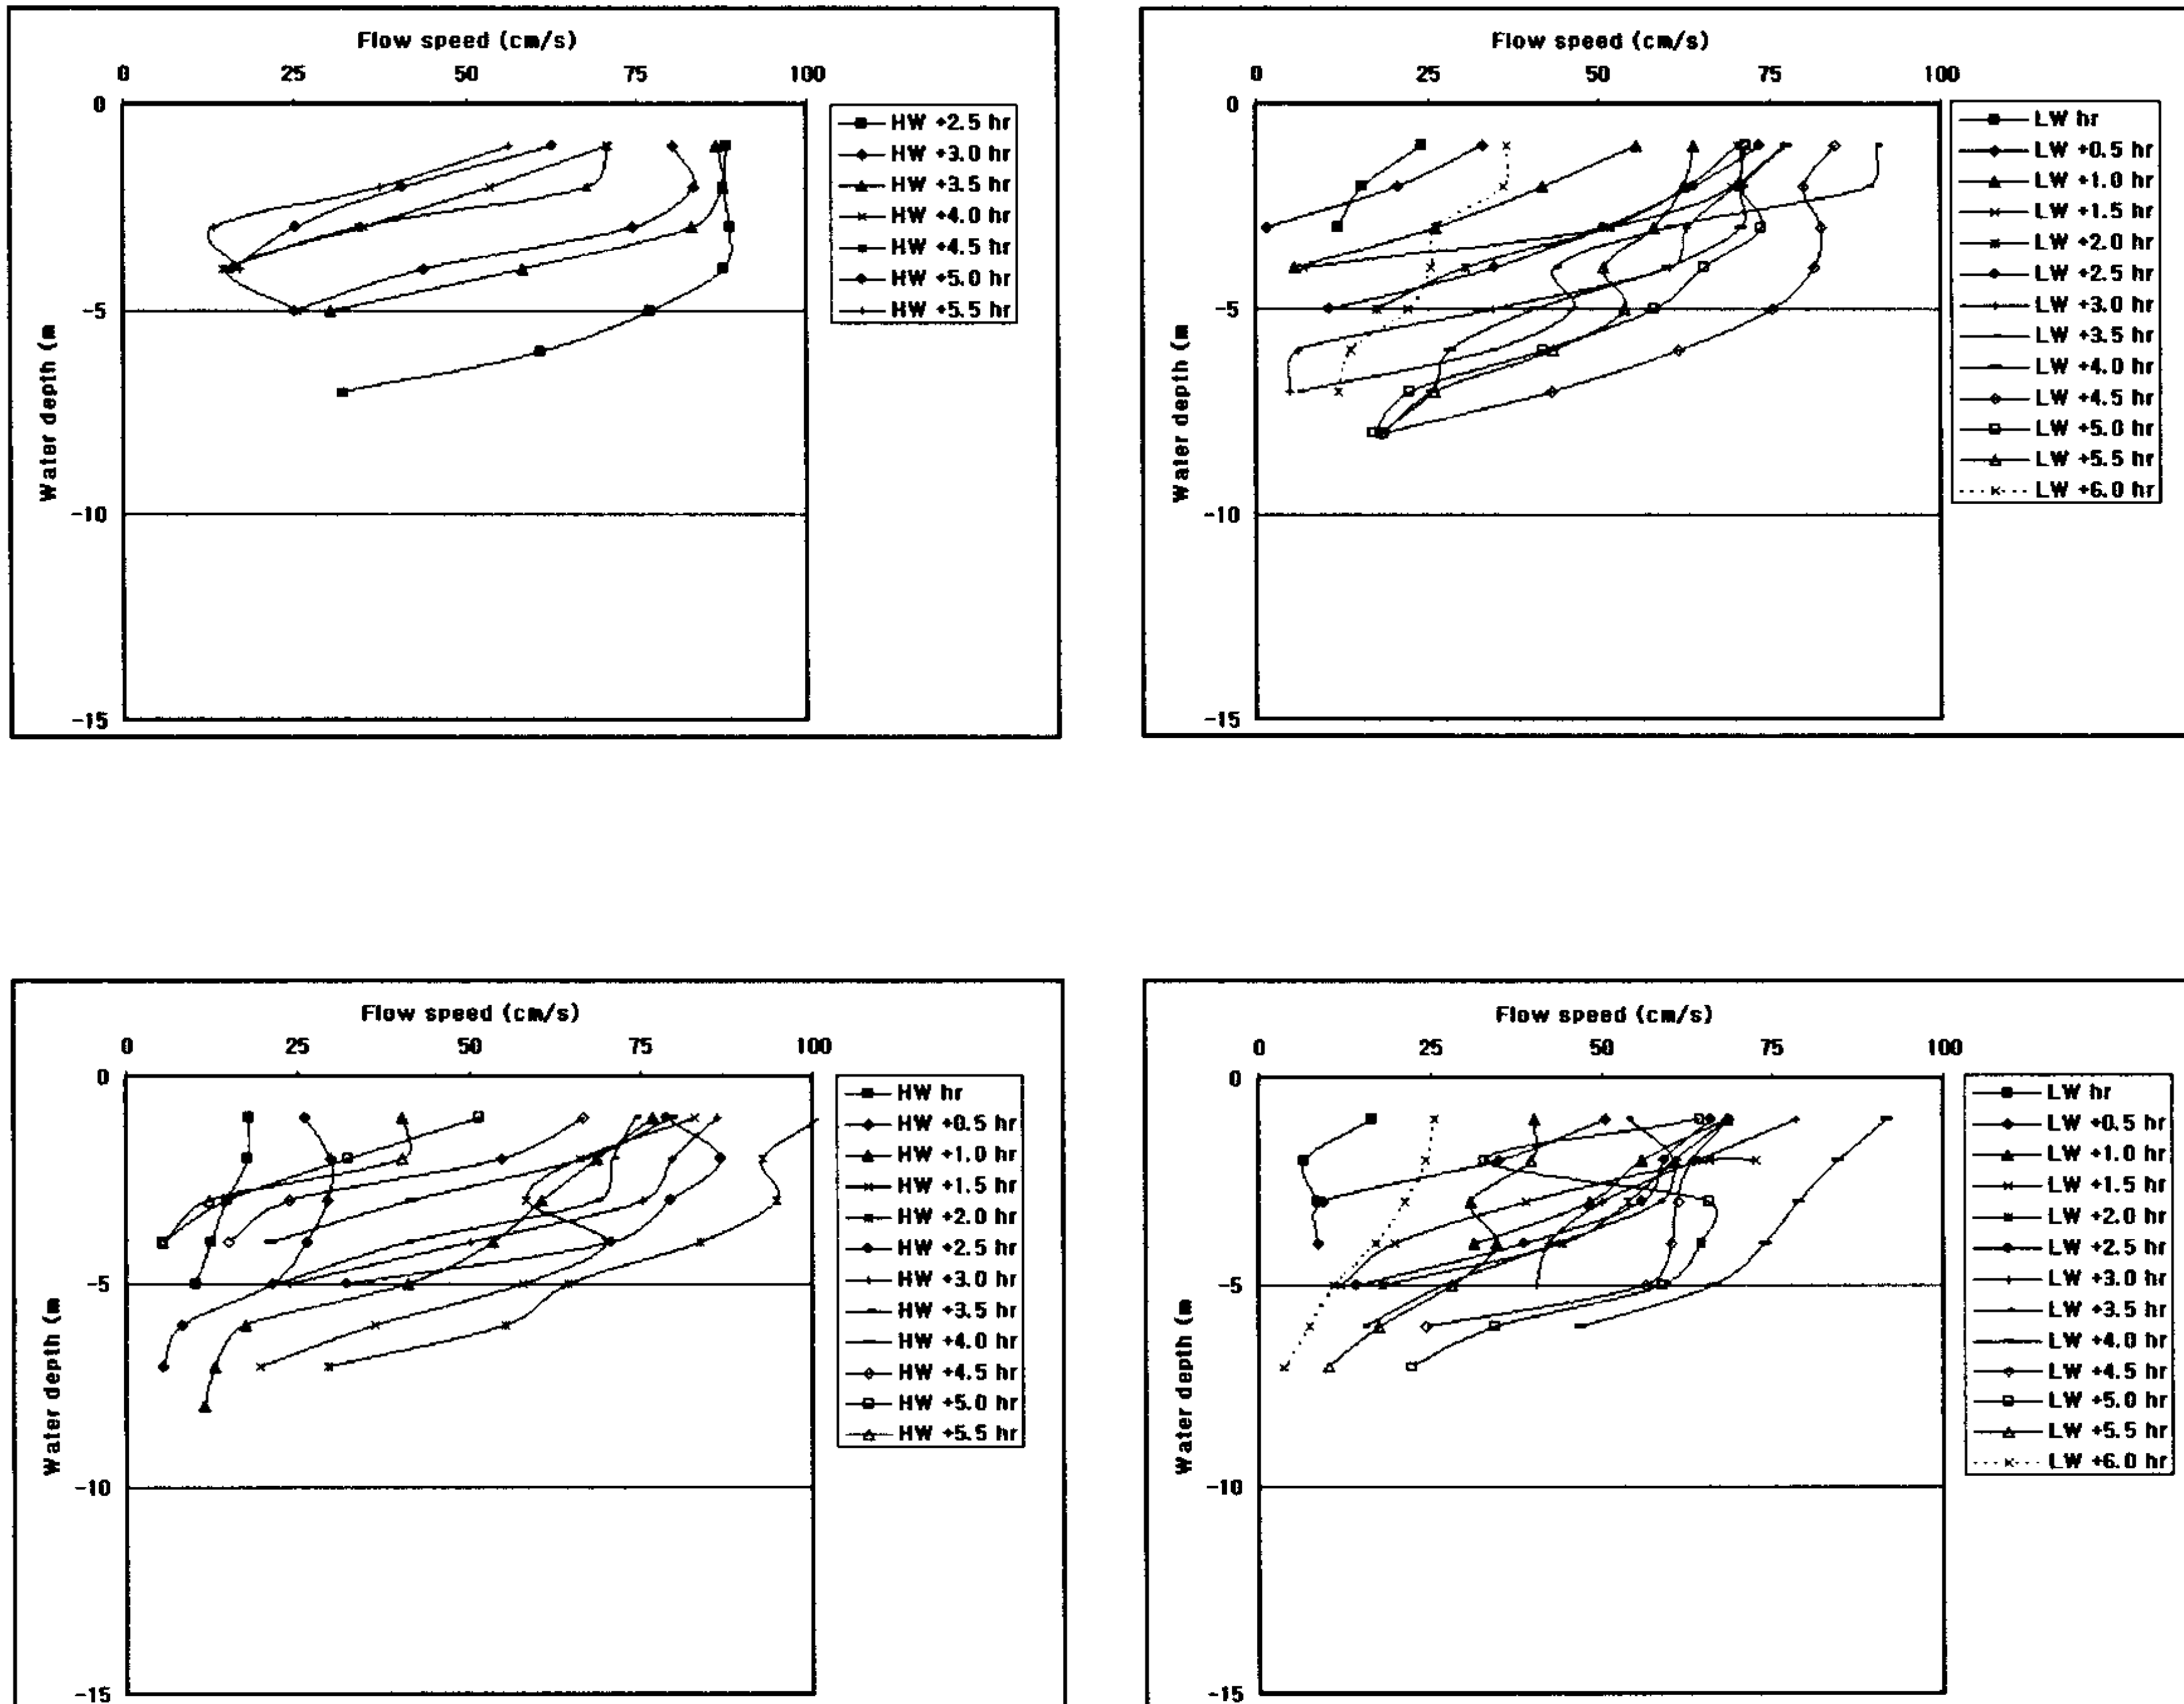 Flow speed (cm/s)
0 25 50 75 100
0
-5
-10
-15
Water depth (m
HW +2.5 hr
HW +3.0 hr
HW +3.5 hr
HW +4.0 hr
HW +4.5 hr
HW +5.0 hr
HW +5.5 hr
Flow speed (cm/s)
0 25 50 75 100
0
-5
-10
-15
Water depth (m
LW hr
LW +0.5 hr
LW +1.0 hr
LW +1.5 hr
LW +2.0 hr
LW +2.5 hr
LW +3.0 hr
LW +3.5 hr
LW +4.0 hr
LW +4.5 hr
LW +5.0 hr
LW +5.5 hr
LW +6.0 hr
Flow speed (cm/s)
0 25 50 75 100
0
-5
-10
-15
Water depth (m
HW hr
HW +0.5 hr
HW +1.0 hr
HW +1.5 hr
HW +2.0 hr
HW +2.5 hr
HW +3.0 hr
HW +3.5 hr
HW +4.0 hr
HW +4.5 hr
HW +5.0 hr
HW +5.5 hr
Flow speed (cm/s)
0 25 50 75 100
0
-5
-10
-15
Water depth (m
LW hr
LW +0.5 hr
LW +1.0 hr
LW +1.5 hr
LW +2.0 hr
LW +2.5 hr
LW +3.0 hr
LW +3.5 hr
LW +4.0 hr
LW +4.5 hr
LW +5.0 hr
LW +5.5 hr
LW +6.0 hr